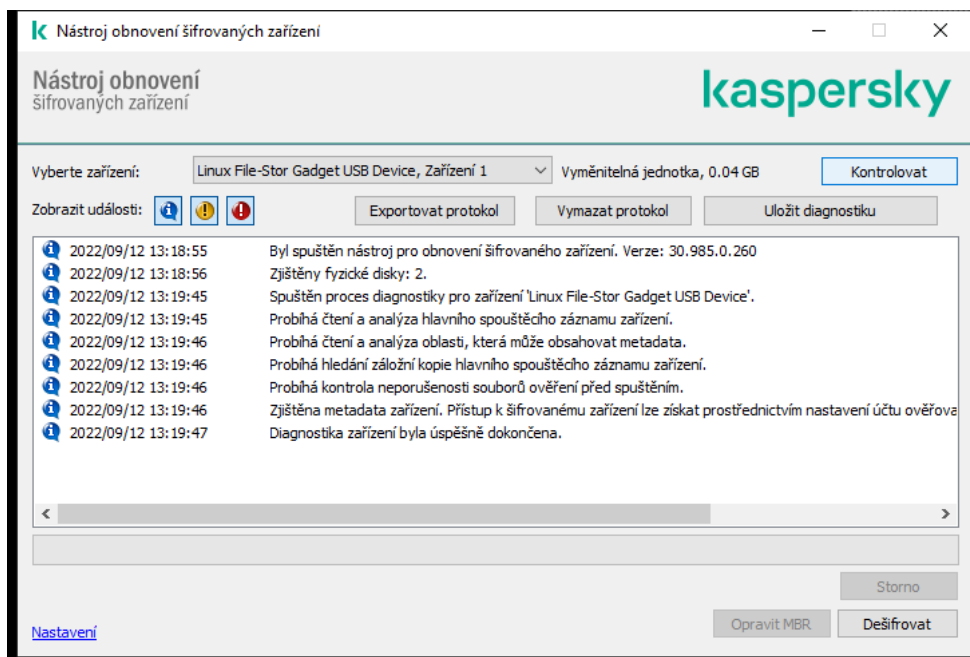 Nástroj obnovení šifrovaných zařízení
Nástroj obnovení
šifrovaných zařízení
kaspersky
Vyberte zařízení: Linux File-Stor Gadget USB Device, Zařízení 1 Vyměnitelná jednotka, 0.04 GB Kontrolovat
Zobrazit události: Exportovat protokol Vymazat protokol Uložit diagnostiku
2022/09/12 13:18:55 Byl spuštěn nástroj pro obnovení šifrovaného zařízení. Verze: 30.985.0.260
2022/09/12 13:18:56 Zjištěny fyzické disky: 2.
2022/09/12 13:19:45 Spuštěn proces diagnostiky pro zařízení 'Linux File-Stor Gadget USB Device'.
2022/09/12 13:19:45 Probíhá čtení a analýza hlavního spouštěcího záznamu zařízení.
2022/09/12 13:19:46 Probíhá čtení a analýza oblasti, která může obsahovat metadata.
2022/09/12 13:19:46 Probíhá hledání záložní kopie hlavního spouštěcího záznamu zařízení.
2022/09/12 13:19:46 Probíhá kontrola neporušenosti souborů ověření před spuštěním.
2022/09/12 13:19:46 Zjištěna metadata zařízení. Přístup k šifrovanému zařízení lze získat prostřednictvím nastavení účtu ověřova
2022/09/12 13:19:47 Diagnostika zařízení byla úspěšně dokončena.
Storno
Nastavení Opravit MBR Dešifrovat